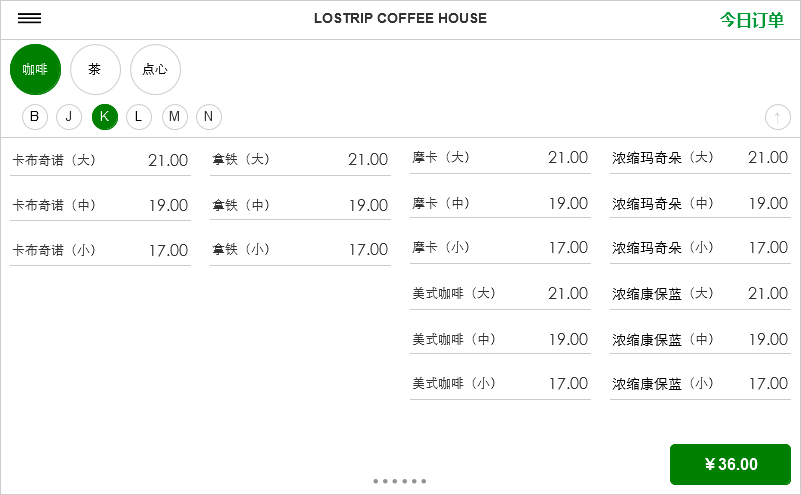 LOSTRIP COFFEE HOUSE 今日订单
咖啡 茶 点心
B J K L M N ↑
卡布奇诺（大） 21.00 拿铁（大） 21.00 摩卡（大） 21.00 浓缩玛奇朵（大） 21.00
卡布奇诺（中） 19.00 拿铁（中） 19.00 摩卡（中） 19.00 浓缩玛奇朵（中） 19.00
卡布奇诺（小） 17.00 拿铁（小） 17.00 摩卡（小） 17.00 浓缩玛奇朵（小） 17.00
美式咖啡（大） 21.00 浓缩康保蓝（大） 21.00
美式咖啡（中） 19.00 浓缩康保蓝（中） 19.00
美式咖啡（小） 17.00 浓缩康保蓝（小） 17.00
￥36.00